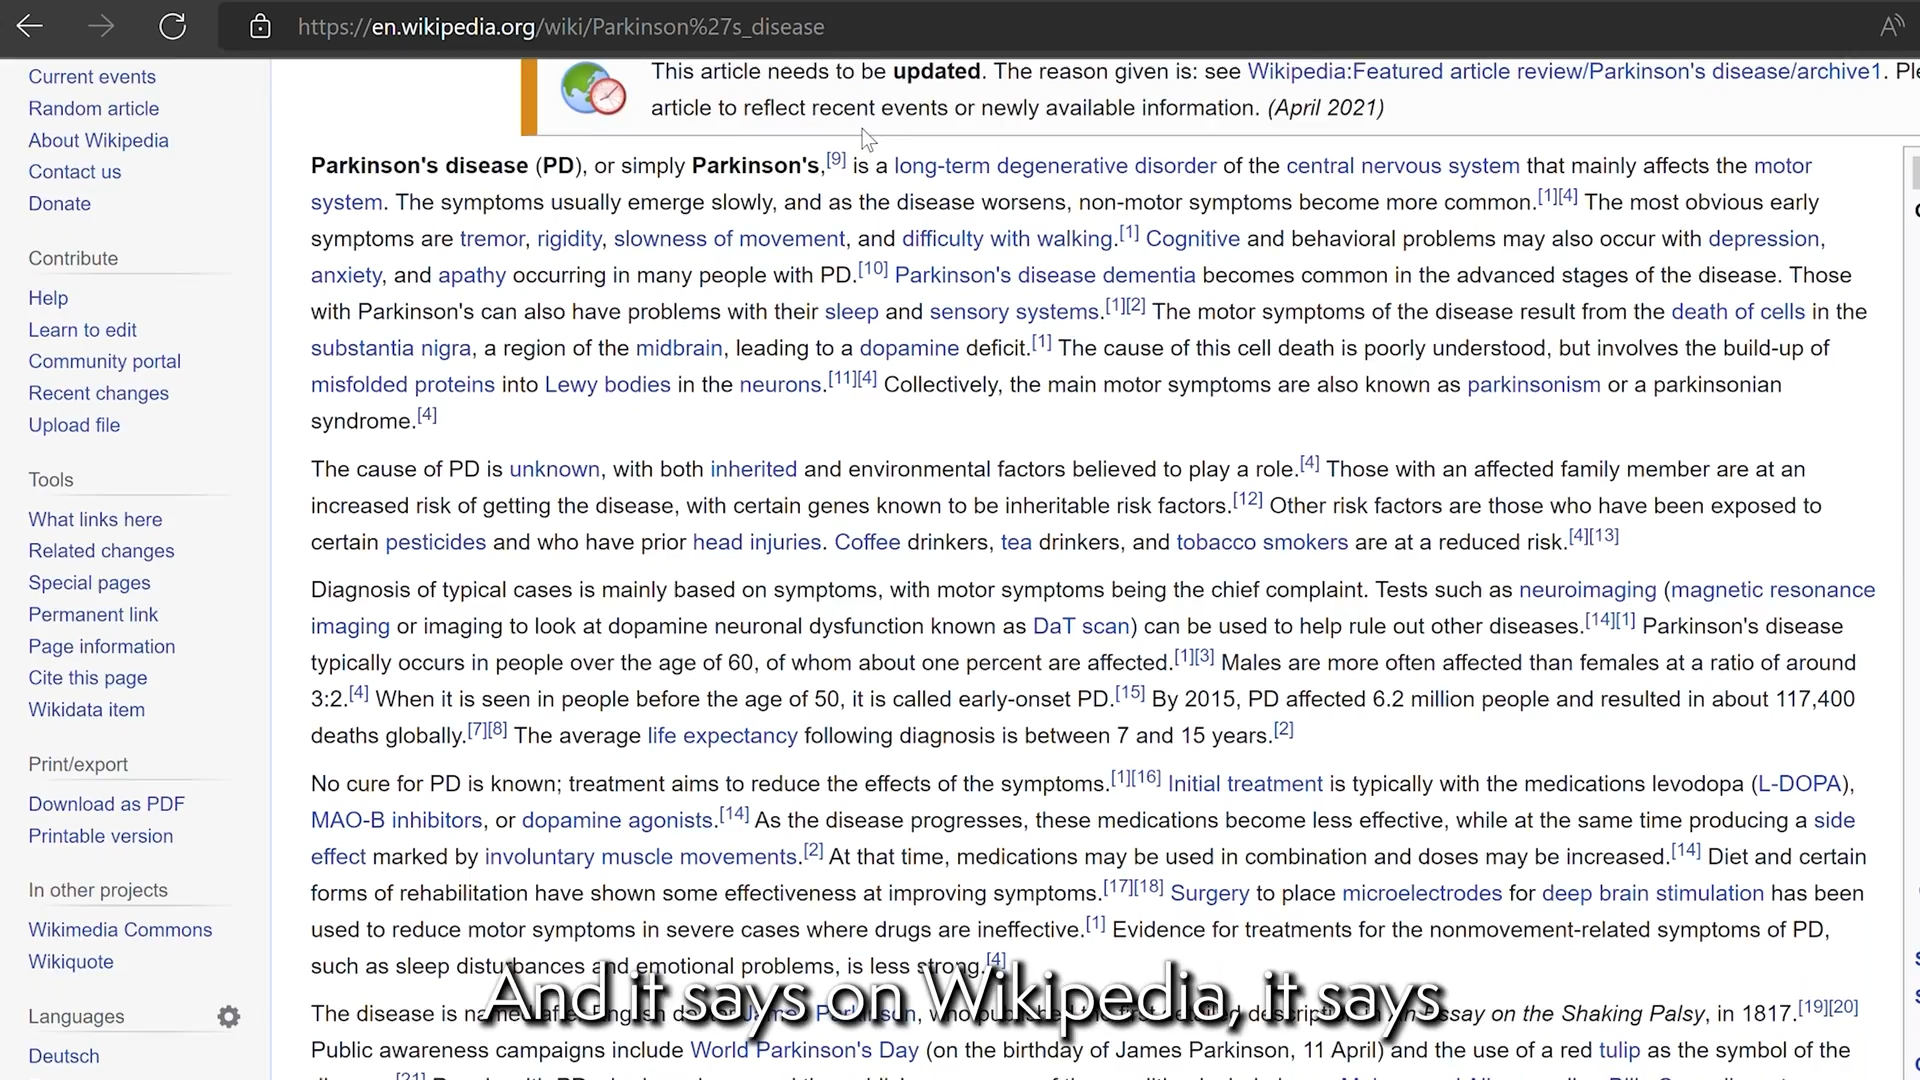 https://en.wikipedia.org/wiki/Parkinson%27s_disease
Current events
Random article
About Wikipedia
Contact us
Donate
Contribute
Help
Learn to edit
Community portal
Recent changes
Upload file
Tools
What links here
Related changes
Special pages
Permanent link
Page information
Cite this page
Wikidata item
Print/export
Download as PDF
Printable version
In other projects
Wikimedia Commons
Wikiquote
Languages
Deutsch
This article needs to be updated. The reason given is: see Wikipedia:Featured article review/Parkinson's disease/archive1.
article to reflect recent events or newly available information. (April 2021)
Parkinson's disease (PD), or simply Parkinson's,[9] is a long-term degenerative disorder of the central nervous system that mainly affects the motor
system. The symptoms usually emerge slowly, and as the disease worsens, non-motor symptoms become more common.[1][4] The most obvious early
symptoms are tremor, rigidity, slowness of movement, and difficulty with walking.[1] Cognitive and behavioral problems may also occur with depression,
anxiety, and apathy occurring in many people with PD.[10] Parkinson's disease dementia becomes common in the advanced stages of the disease. Those
with Parkinson's can also have problems with their sleep and sensory systems.[1][2] The motor symptoms of the disease result from the death of cells in the
substantia nigra, a region of the midbrain, leading to a dopamine deficit.[1] The cause of this cell death is poorly understood, but involves the build-up of
misfolded proteins into Lewy bodies in the neurons.[11][4] Collectively, the main motor symptoms are also known as parkinsonism or a parkinsonian
syndrome.[4]
The cause of PD is unknown, with both inherited and environmental factors believed to play a role.[4] Those with an affected family member are at an
increased risk of getting the disease, with certain genes known to be inheritable risk factors.[12] Other risk factors are those who have been exposed to
certain pesticides and who have prior head injuries. Coffee drinkers, tea drinkers, and tobacco smokers are at a reduced risk.[4][13]
Diagnosis of typical cases is mainly based on symptoms, with motor symptoms being the chief complaint. Tests such as neuroimaging (magnetic resonance
imaging or imaging to look at dopamine neuronal dysfunction known as DaT scan) can be used to help rule out other diseases.[14][1] Parkinson's disease
typically occurs in people over the age of 60, of whom about one percent are affected.[1][3] Males are more often affected than females at a ratio of around
3:2.[4] When it is seen in people before the age of 50, it is called early-onset PD.[15] By 2015, PD affected 6.2 million people and resulted in about 117,400
deaths globally.[7][8] The average life expectancy following diagnosis is between 7 and 15 years.[2]
No cure for PD is known; treatment aims to reduce the effects of the symptoms.[1][16] Initial treatment is typically with the medications levodopa (L-DOPA),
MAO-B inhibitors, or dopamine agonists.[14] As the disease progresses, these medications become less effective, while at the same time producing a side
effect marked by involuntary muscle movements.[2] At that time, medications may be used in combination and doses may be increased.[14] Diet and certain
forms of rehabilitation have shown some effectiveness at improving symptoms.[17][18] Surgery to place microelectrodes for deep brain stimulation has been
used to reduce motor symptoms in severe cases where drugs are ineffective.[1] Evidence for treatments for the nonmovement-related symptoms of PD,
such as sleep disturbances and emotional problems, is less strong.[4]
And it says on Wikipedia, it says
The disease is named after English doctor James Parkinson, who published the first detailed description in An Essay on the Shaking Palsy, in 1817.[19][20]
Public awareness campaigns include World Parkinson's Day (on the birthday of James Parkinson, 11 April) and the use of a red tulip as the symbol of the